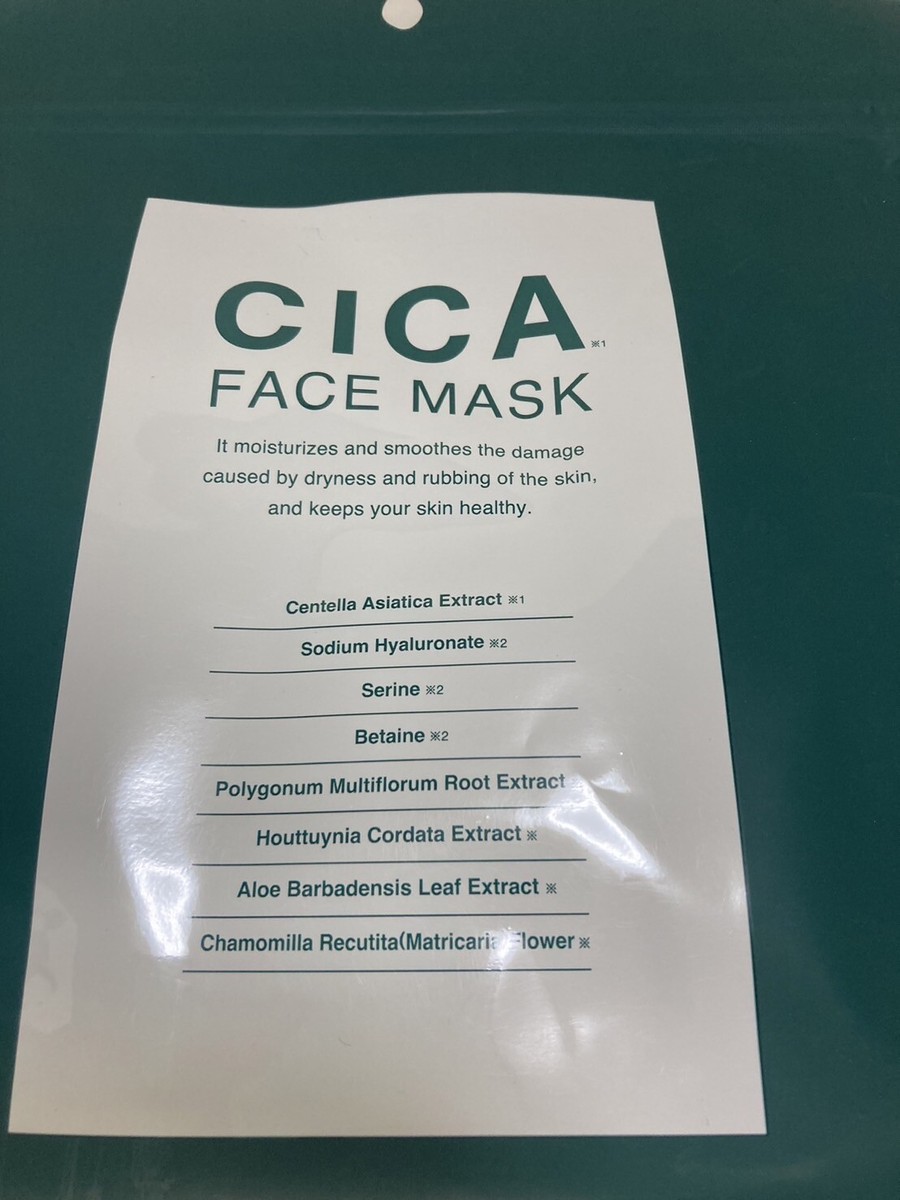 CICA ※1
FACE MASK
It moisturizes and smoothes the damage
caused by dryness and rubbing of the skin,
and keeps your skin healthy.
Centella Asiatica Extract ※1
Sodium Hyaluronate ※2
Serine ※2
Betaine ※2
Polygonum Multiflorum Root Extract
Houttuynia Cordata Extract ※
Aloe Barbadensis Leaf Extract ※
Chamomilla Recutita(Matricaria Flower ※